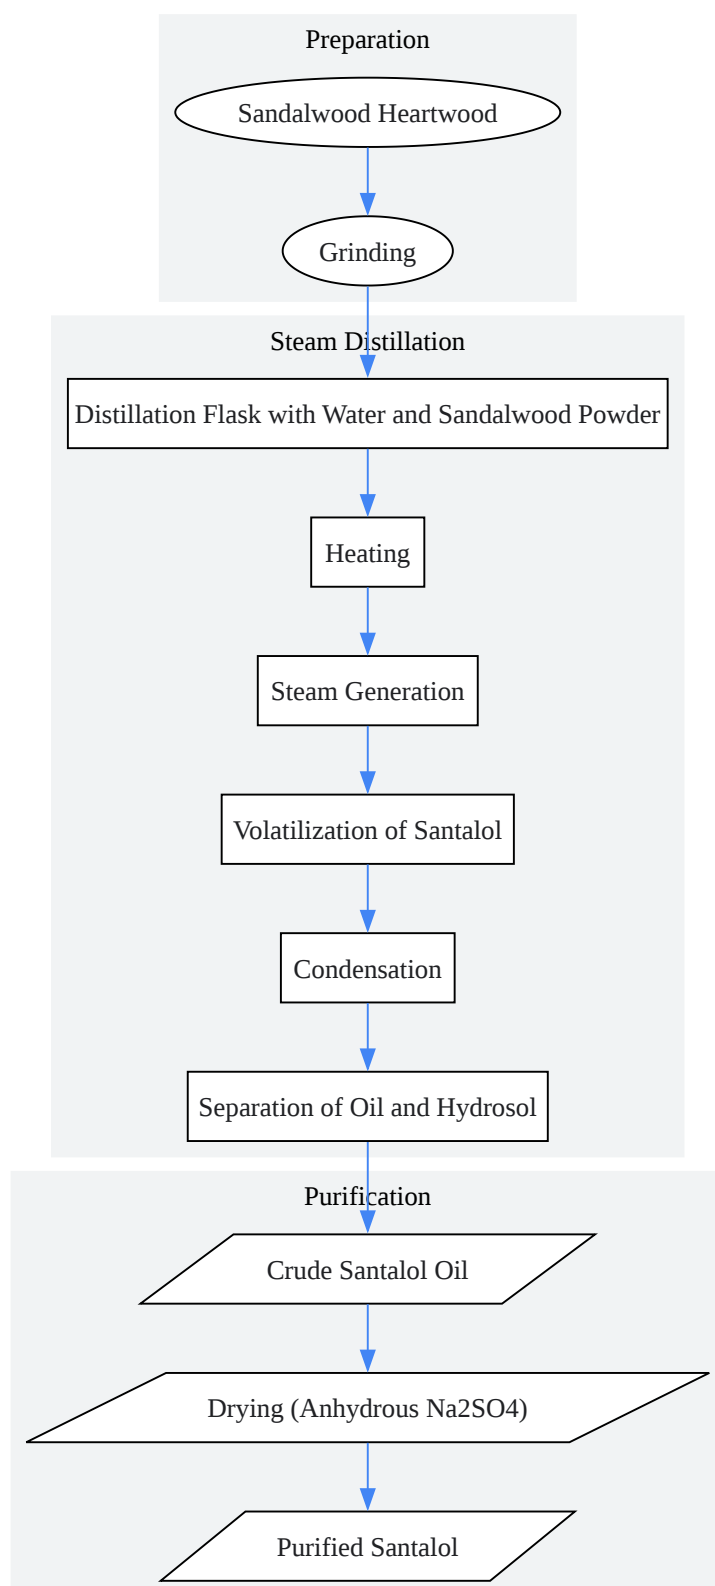 Preparation
Sandalwood Heartwood
Grinding
Steam Distillation
Distillation Flask with Water and Sandalwood Powder
Heating
Steam Generation
Volatilization of Santalol
Condensation
Separation of Oil and Hydrosol
Purification
Crude Santalol Oil
Drying (Anhydrous Na2SO4)
Purified Santalol